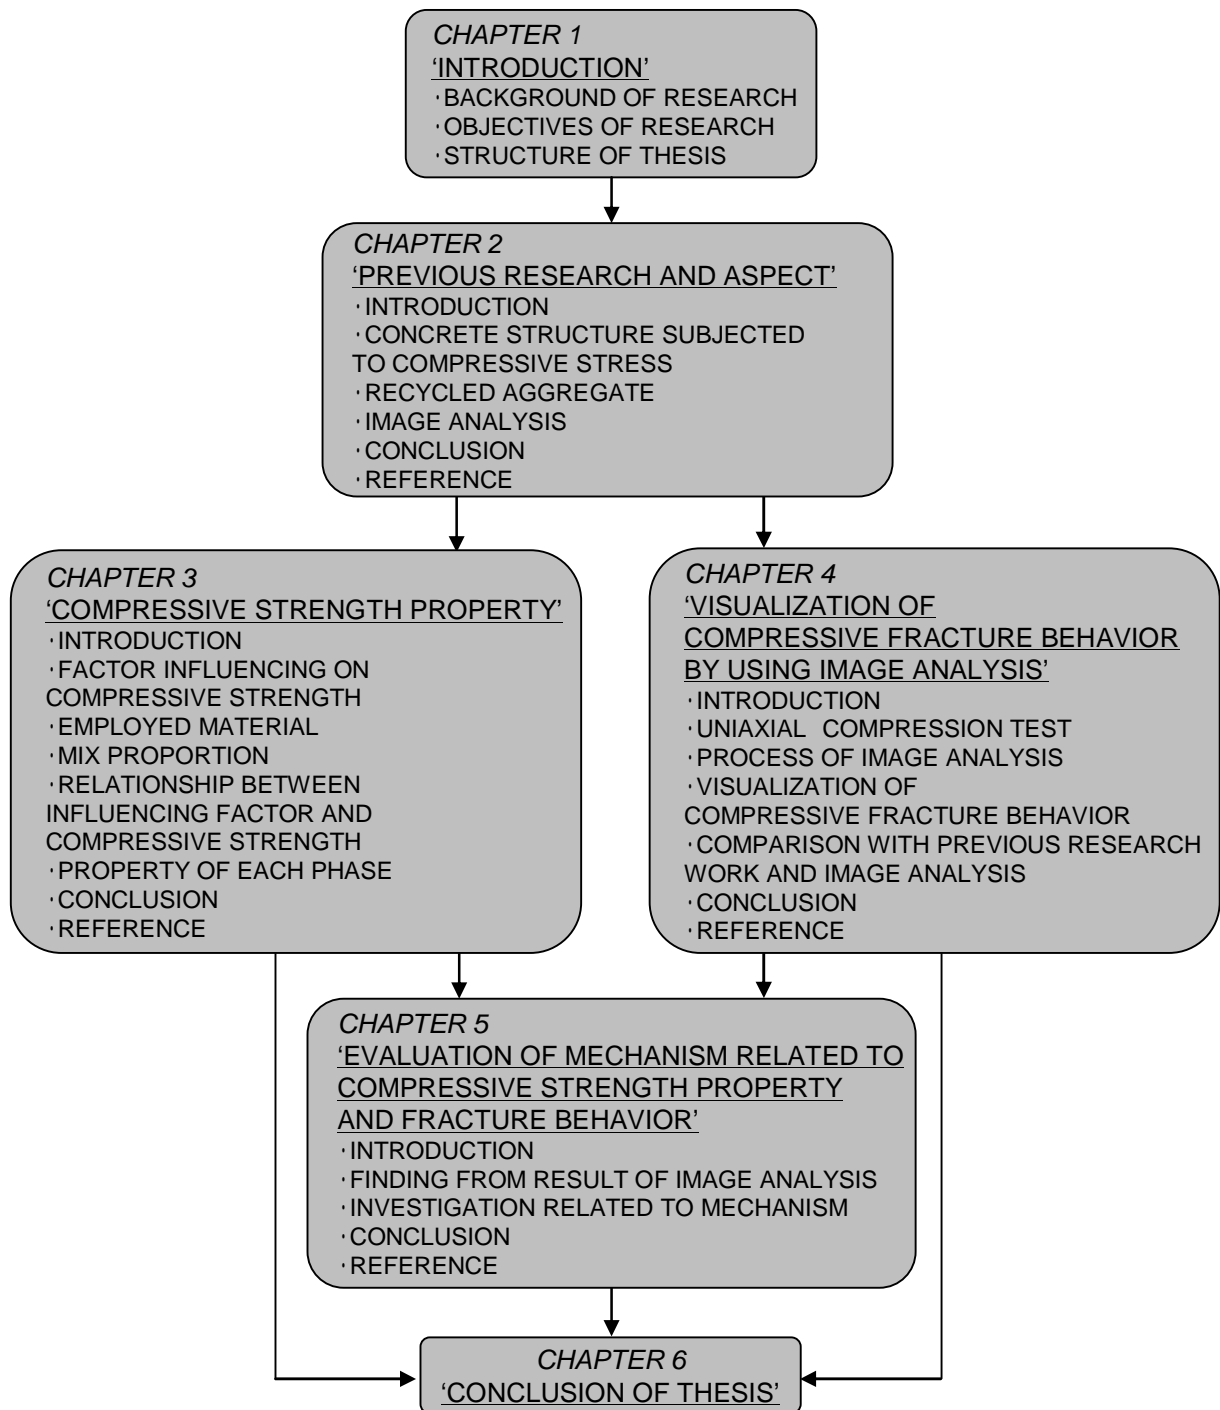 CHAPTER 1
‘INTRODUCTION’
·BACKGROUND OF RESEARCH
·OBJECTIVES OF RESEARCH
·STRUCTURE OF THESIS
CHAPTER 2
‘PREVIOUS RESEARCH AND ASPECT’
·INTRODUCTION
·CONCRETE STRUCTURE SUBJECTED
TO COMPRESSIVE STRESS
·RECYCLED AGGREGATE
·IMAGE ANALYSIS
·CONCLUSION
·REFERENCE
CHAPTER 3
‘COMPRESSIVE STRENGTH PROPERTY’
·INTRODUCTION
·FACTOR INFLUENCING ON
COMPRESSIVE STRENGTH
·EMPLOYED MATERIAL
·MIX PROPORTION
·RELATIONSHIP BETWEEN
INFLUENCING FACTOR AND
COMPRESSIVE STRENGTH
·PROPERTY OF EACH PHASE
·CONCLUSION
·REFERENCE
CHAPTER 4
‘VISUALIZATION OF
COMPRESSIVE FRACTURE BEHAVIOR
BY USING IMAGE ANALYSIS’
·INTRODUCTION
·UNIAXIAL COMPRESSION TEST
·PROCESS OF IMAGE ANALYSIS
·VISUALIZATION OF
COMPRESSIVE FRACTURE BEHAVIOR
·COMPARISON WITH PREVIOUS RESEARCH
WORK AND IMAGE ANALYSIS
·CONCLUSION
·REFERENCE
CHAPTER 5
‘EVALUATION OF MECHANISM RELATED TO
COMPRESSIVE STRENGTH PROPERTY
AND FRACTURE BEHAVIOR’
·INTRODUCTION
·FINDING FROM RESULT OF IMAGE ANALYSIS
·INVESTIGATION RELATED TO MECHANISM
·CONCLUSION
·REFERENCE
CHAPTER 6
‘CONCLUSION OF THESIS’